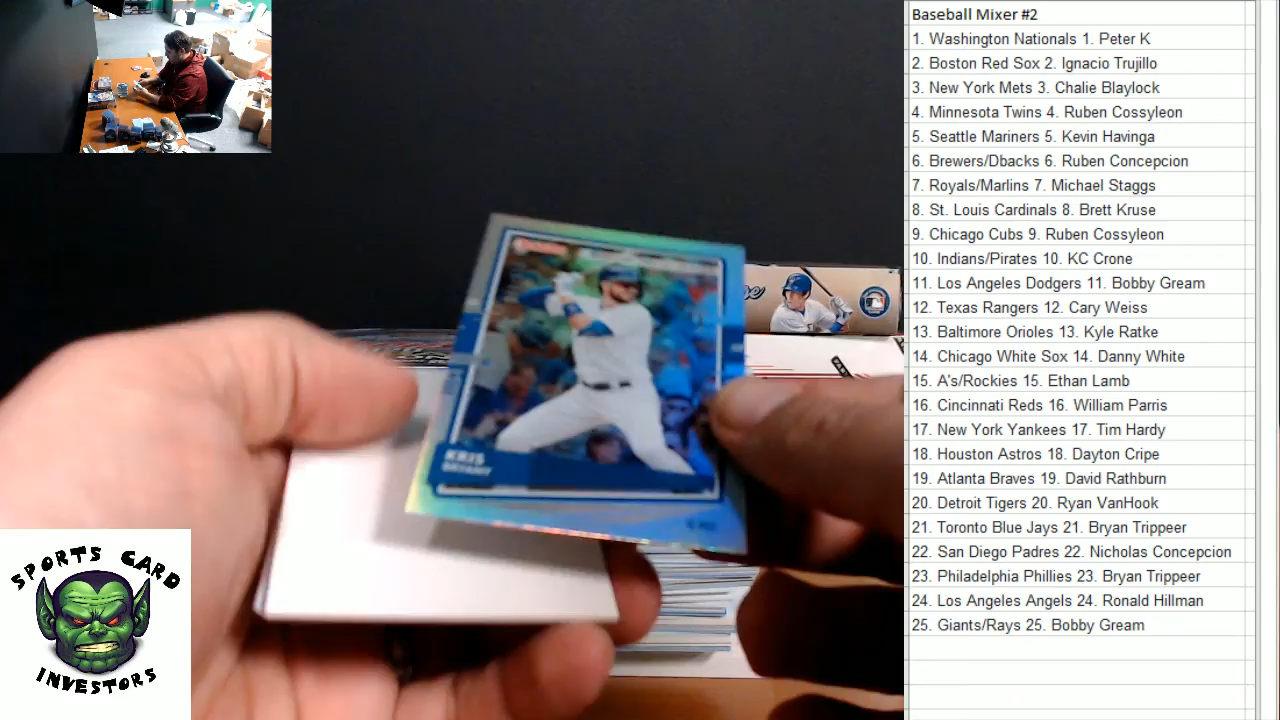 Baseball Mixer #2
1. Washington Nationals 1. Peter K
2. Boston Red Sox 2. Ignacio Trujillo
3. New York Mets 3. Chalie Blaylock
4. Minnesota Twins 4. Ruben Cossyleon
5. Seattle Mariners 5. Kevin Havinga
6. Brewers/Dbacks 6. Ruben Concepcion
7. Royals/Marlins 7. Michael Staggs
8. St. Louis Cardinals 8. Brett Kruse
9. Chicago Cubs 9. Ruben Cossyleon
10. Indians/Pirates 10. KC Crone
11. Los Angeles Dodgers 11. Bobby Gream
12. Texas Rangers 12. Cary Weiss
13. Baltimore Orioles 13. Kyle Ratke
14. Chicago White Sox 14. Danny White
15. A's/Rockies 15. Ethan Lamb
16. Cincinnati Reds 16. William Parris
17. New York Yankees 17. Tim Hardy
18. Houston Astros 18. Dayton Cripe
19. Atlanta Braves 19. David Rathburn
20. Detroit Tigers 20. Ryan VanHook
21. Toronto Blue Jays 21. Bryan Trippeer
22. San Diego Padres 22. Nicholas Concepcion
23. Philadelphia Phillies 23. Bryan Trippeer
24. Los Angeles Angels 24. Ronald Hillman
25. Giants/Rays 25. Bobby Gream
KRIS
BRYANT
SPORTS CARD
INVESTORS